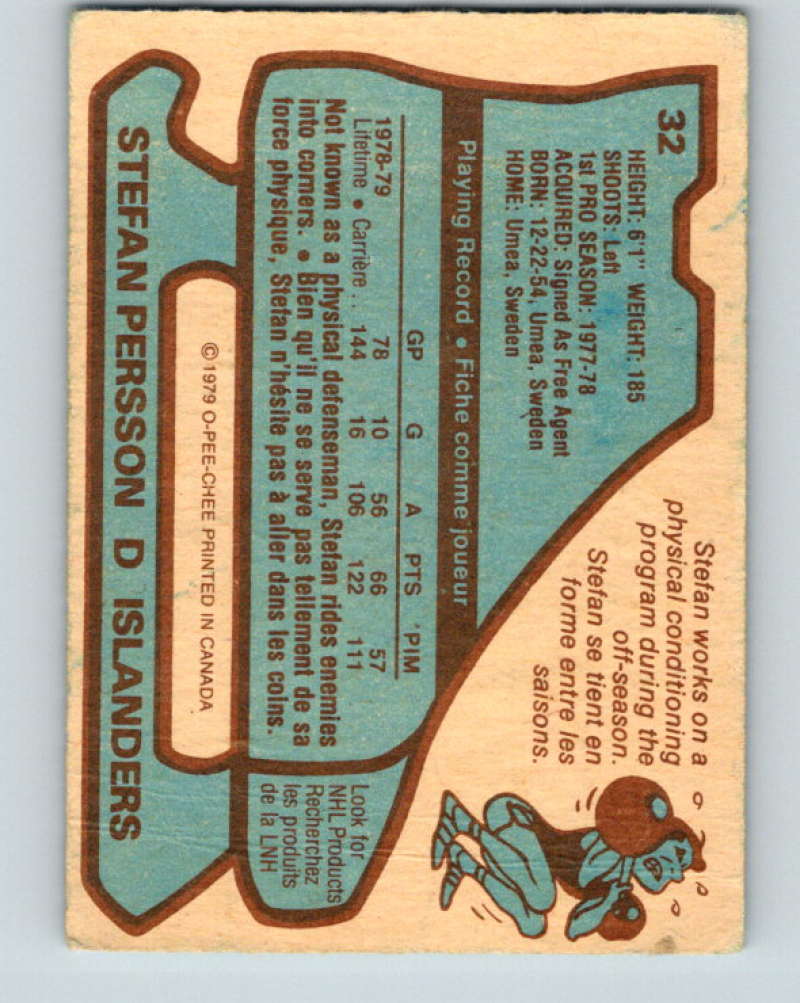 32
HEIGHT: 6'1" WEIGHT: 185
SHOOTS: Left
1st PRO SEASON: 1977-78
ACQUIRED: Signed As Free Agent
BORN: 12-22-54, Umea, Sweden
HOME: Umea, Sweden
Stefan works on a
physical conditioning
program during the
off-season.
Stefan se tient en
forme entre les
saisons.
Playing Record • Fiche comme joueur
GP G A PTS PIM
1978-79 78 10 56 66 57
Lifetime • Carrière .. 144 16 106 122 111
Not known as a physical defenseman, Stefan rides enemies
into corners. • Bien qu'il ne se serve pas tellement de sa
force physique, Stefan n'hésite pas à aller dans les coins.
Look for
NHL Products
Recherchez
les produits
de la LNH
©1979 O-PEE-CHEE PRINTED IN CANADA
STEFAN PERSSON D ISLANDERS